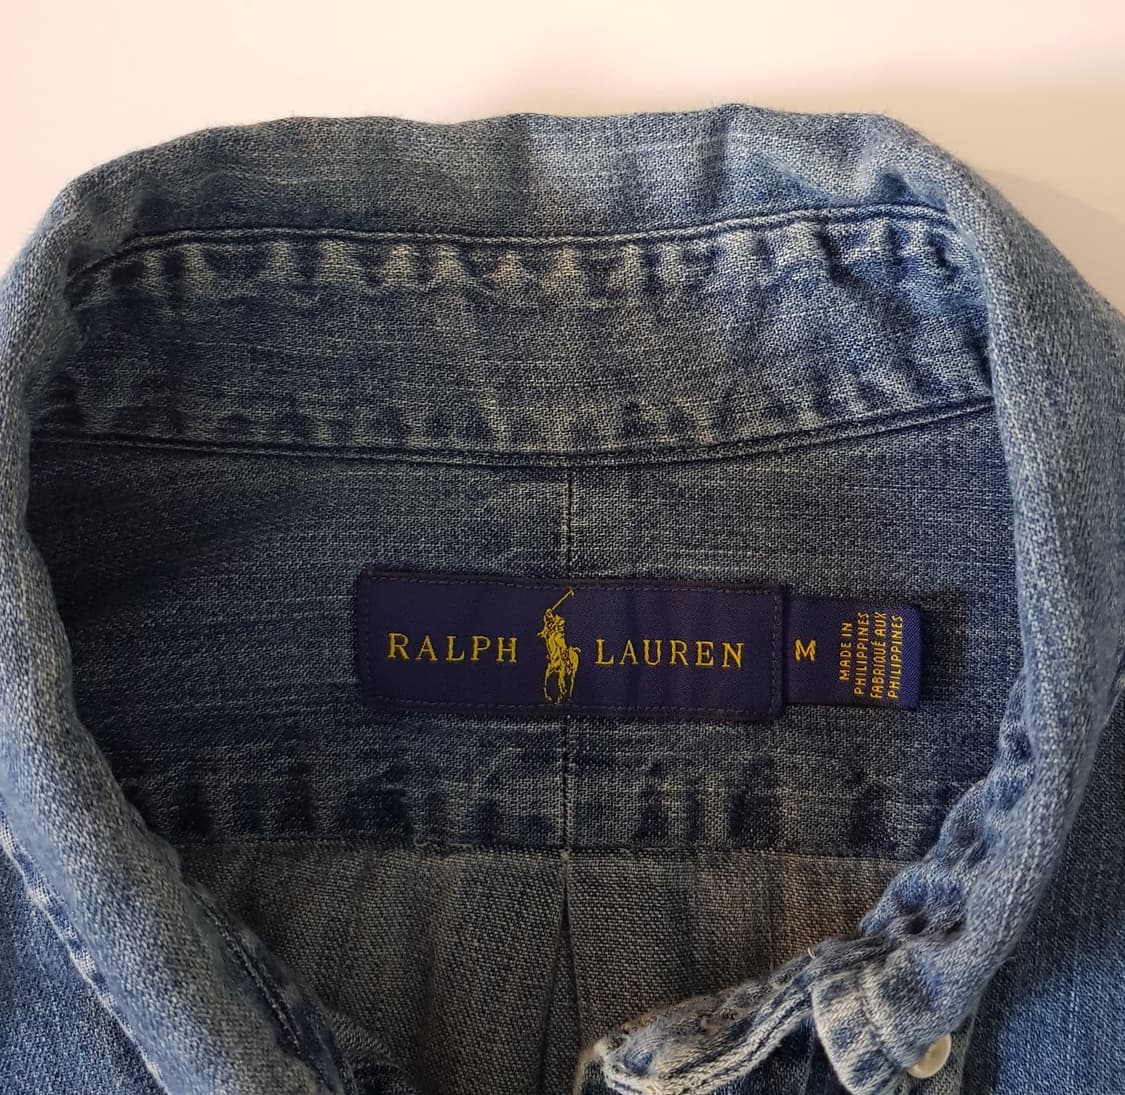 RALPH LAUREN
M
MADE IN
PHILIPPINES
FABRIQUÉ AUX
PHILIPPINES